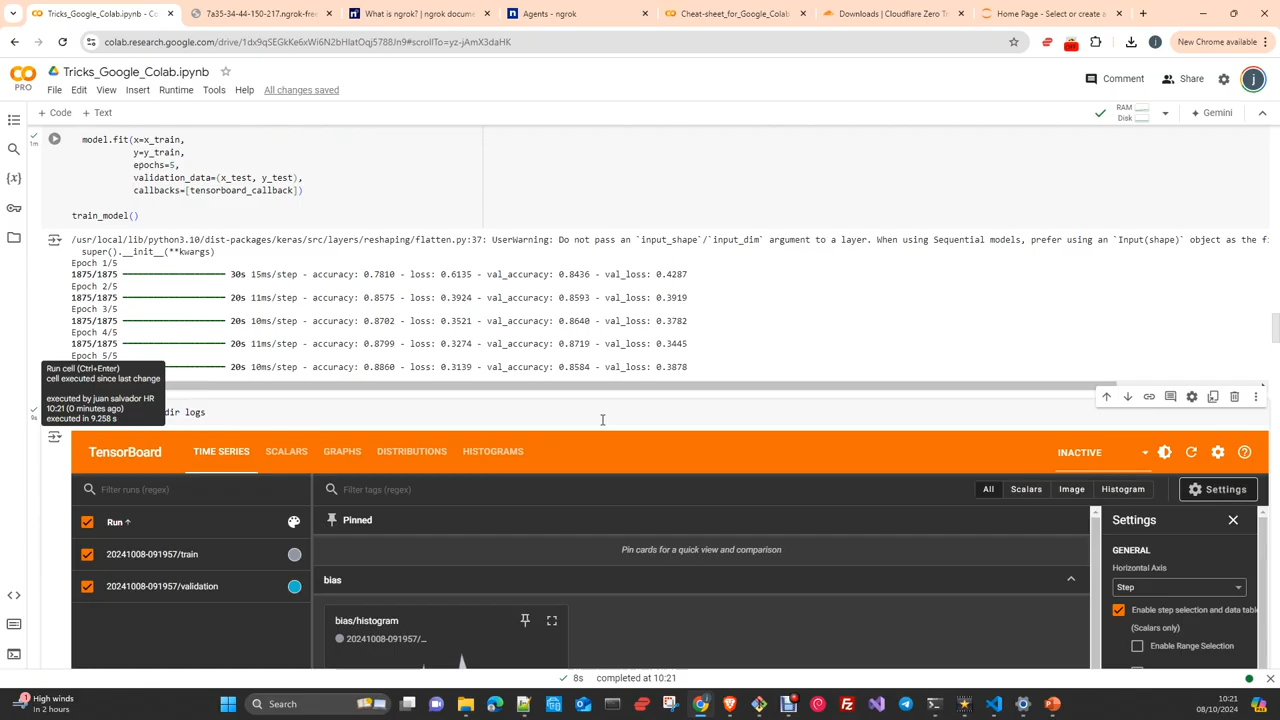 Tricks_Google_Colab.ipynb - Co
7a35-34-44-150-217.ngrok-free
What is ngrok? | ngrok docume
Agents - ngrok
Cheat-sheet_for_Google_Colab
Downloads | Cloudflare Zero T
Home Page - Select or create a
colab.research.google.com/drive/1dx9qSEGkKe6xWi6N2bHIatOqj5788Jn9#scrollTo=yz-jAmX3daHK
OFF
j
New Chrome available
PRO
Tricks_Google_Colab.ipynb
Comment
Share
j
File Edit View Insert Runtime Tools Help All changes saved
+ Code + Text
RAM
Disk
Gemini
1m
model.fit(x=x_train,
y=y_train,
epochs=5,
validation_data=(x_test, y_test),
callbacks=[tensorboard_callback])
train_model()
/usr/local/lib/python3.10/dist-packages/keras/src/layers/reshaping/flatten.py:37: UserWarning: Do not pass an `input_shape`/`input_dim` argument to a layer. When using Sequential models, prefer using an `Input(shape)` object as the fi
super().__init__(**kwargs)
Epoch 1/5
1875/1875 30s 15ms/step - accuracy: 0.7810 - loss: 0.6135 - val_accuracy: 0.8436 - val_loss: 0.4287
Epoch 2/5
1875/1875 20s 11ms/step - accuracy: 0.8575 - loss: 0.3924 - val_accuracy: 0.8593 - val_loss: 0.3919
Epoch 3/5
1875/1875 20s 10ms/step - accuracy: 0.8702 - loss: 0.3521 - val_accuracy: 0.8640 - val_loss: 0.3782
Epoch 4/5
1875/1875 20s 11ms/step - accuracy: 0.8799 - loss: 0.3274 - val_accuracy: 0.8719 - val_loss: 0.3445
Epoch 5/5
20s 10ms/step - accuracy: 0.8860 - loss: 0.3139 - val_accuracy: 0.8584 - val_loss: 0.3878
Run cell (Ctrl+Enter)
cell executed since last change
executed by juan salvador HR
10:21 (0 minutes ago)
executed in 9.258 s
9s
dir logs
TensorBoard
TIME SERIES SCALARS GRAPHS DISTRIBUTIONS HISTOGRAMS
INACTIVE
Filter runs (regex)
Filter tags (regex)
All Scalars Image Histogram
Settings
Run
Pinned
Settings
Pin cards for a quick view and comparison
GENERAL
20241008-091957/train
Horizontal Axis
bias
Step
20241008-091957/validation
Enable step selection and data table
(Scalars only)
bias/histogram
20241008-091957/...
Enable Range Selection
8s completed at 10:21
1
High winds
In 2 days
Search
10:21
08/10/2024